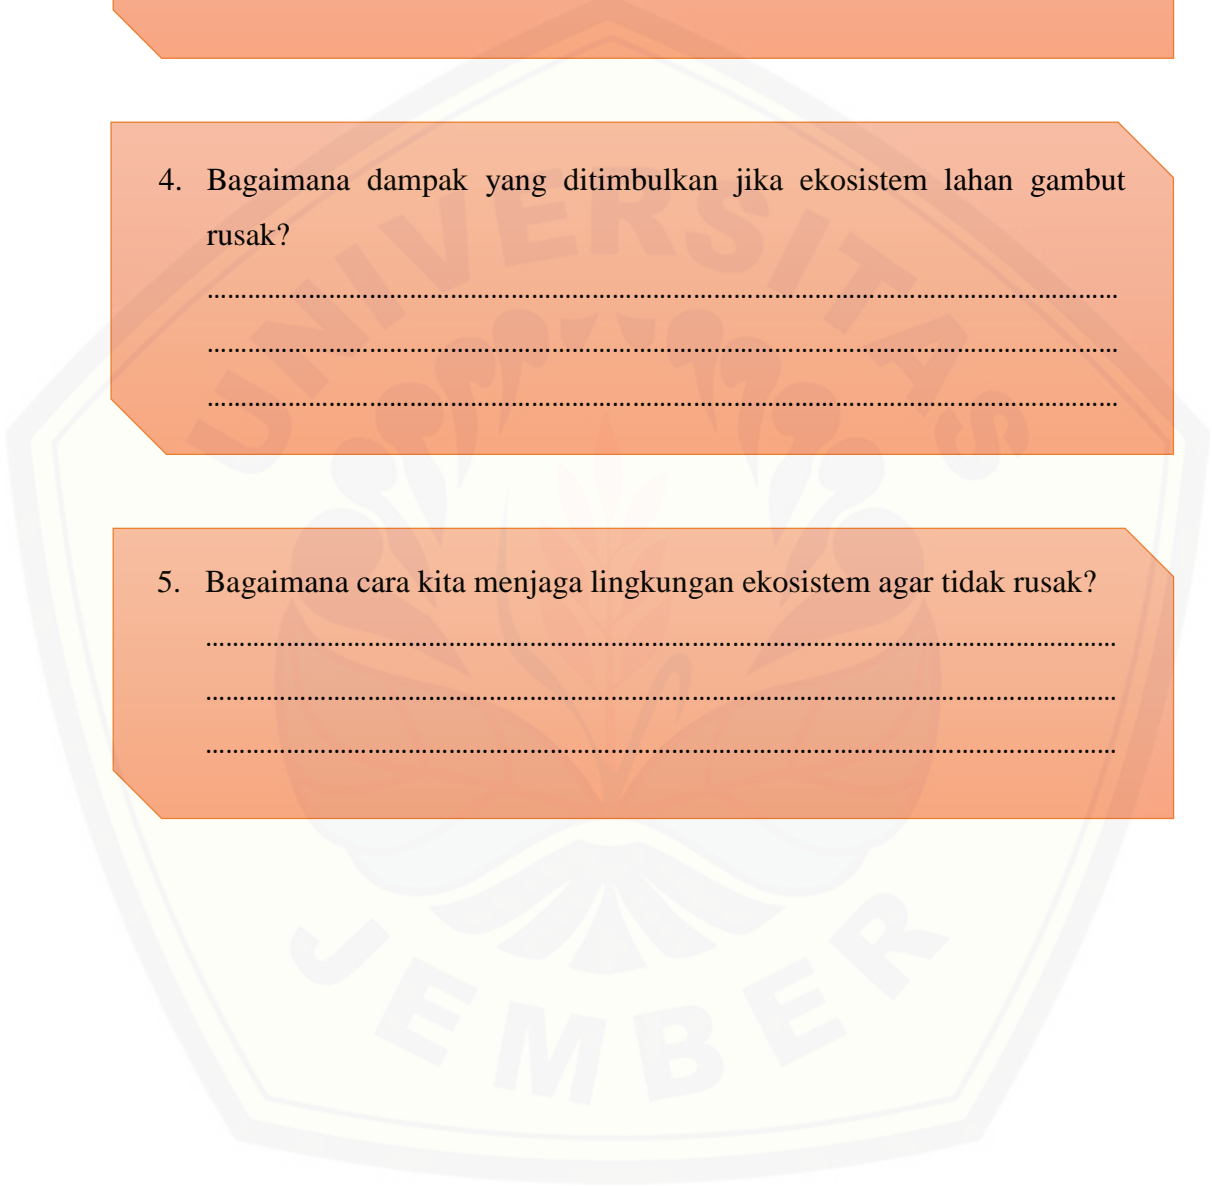 4. Bagaimana dampak yang ditimbulkan jika ekosistem lahan gambut
rusak?
........................................................................................................................................
........................................................................................................................................
........................................................................................................................................
5. Bagaimana cara kita menjaga lingkungan ekosistem agar tidak rusak?
........................................................................................................................................
........................................................................................................................................
........................................................................................................................................
UNIVERSITAS
JEMBER